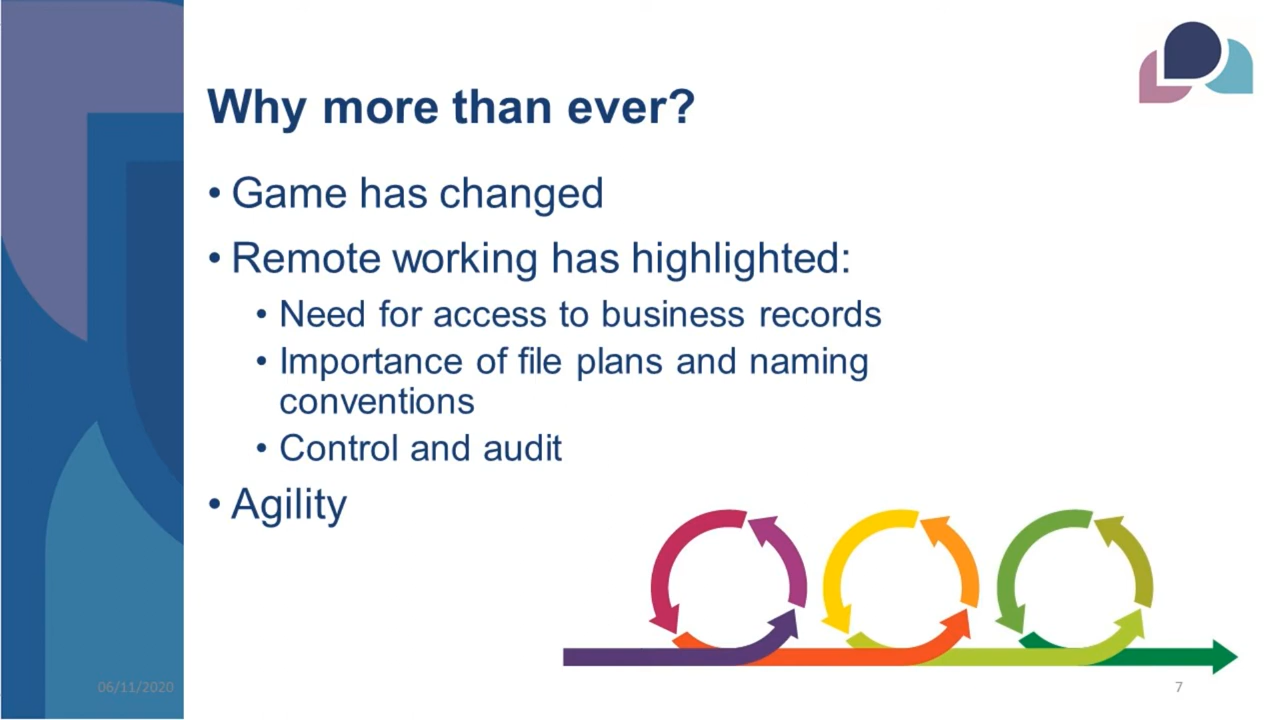 Why more than ever?
• Game has changed
• Remote working has highlighted:
• Need for access to business records
• Importance of file plans and naming
conventions
• Control and audit
• Agility
06/11/2020
7